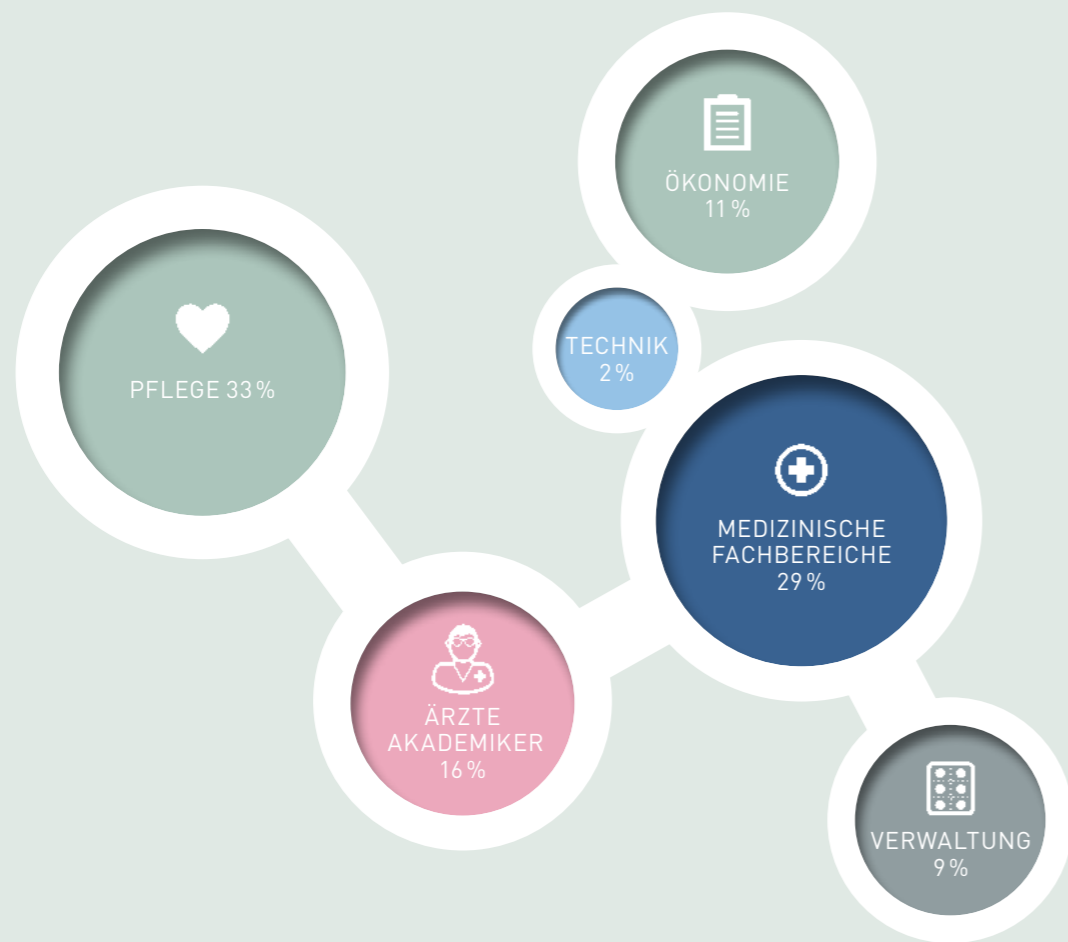 ÖKONOMIE
11 %
TECHNIK
2 %
PFLEGE 33 %
MEDIZINISCHE
FACHBEREICHE
29 %
ÄRZTE
AKADEMIKER
16 %
VERWALTUNG
9 %